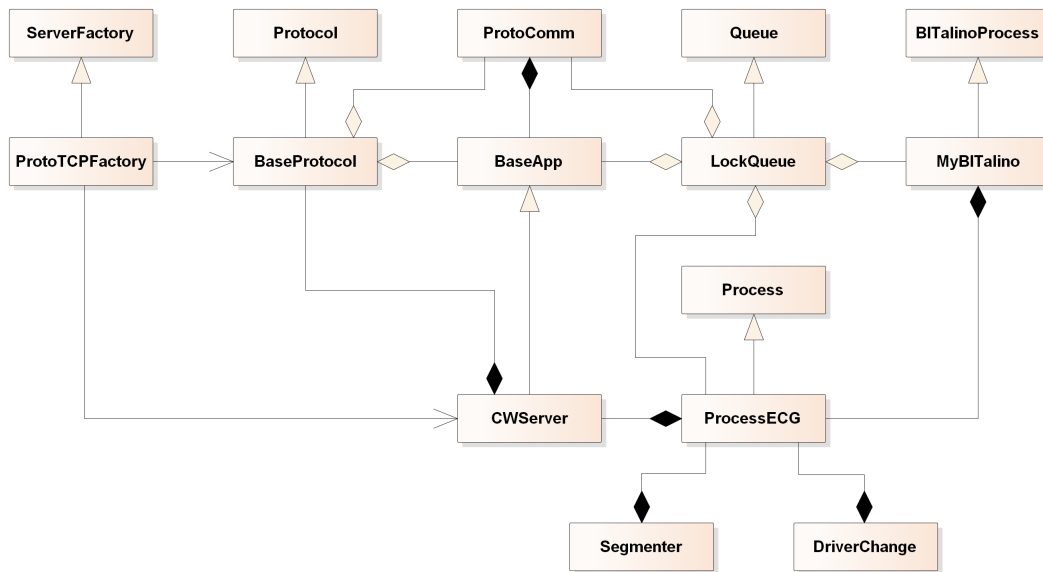 ServerFactory
Protocol
ProtoComm
Queue
BITalinoProcess
ProtoTCPFactory
BaseProtocol
BaseApp
LockQueue
MyBITalino
Process
CWServer
ProcessECG
Segmenter
DriverChange